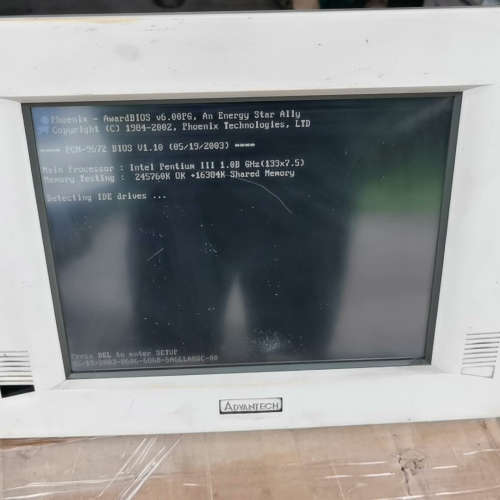 Phoenix - AwardBIOS v6.00PG, An Energy Star Ally
Copyright (C) 1984-2002, Phoenix Technologies, LTD
==== PCM-9572 BIOS V1.10 (05/19/2003) ====
Main Processor : Intel Pentium III 1.0B GHz(133x7.5)
Memory Testing : 245760K OK +16384K Shared Memory
Detecting IDE drives ...
Press DEL to enter SETUP
ADVANTECH